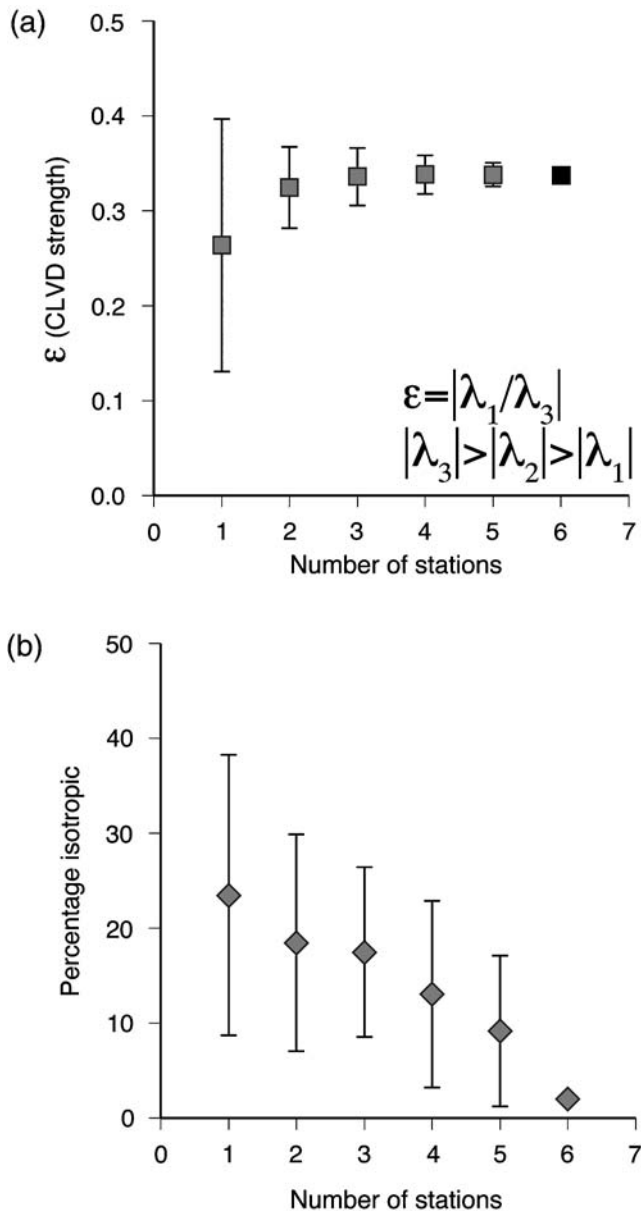 (a)
0.5
0.4
0.3
0.2
0.1
0.0
ε (CLVD strength)
ε=|λ₁/λ₃|
|λ₃|>|λ₂|>|λ₁|
0 1 2 3 4 5 6 7
Number of stations
(b)
50
40
30
20
10
0
Percentage isotropic
0 1 2 3 4 5 6 7
Number of stations